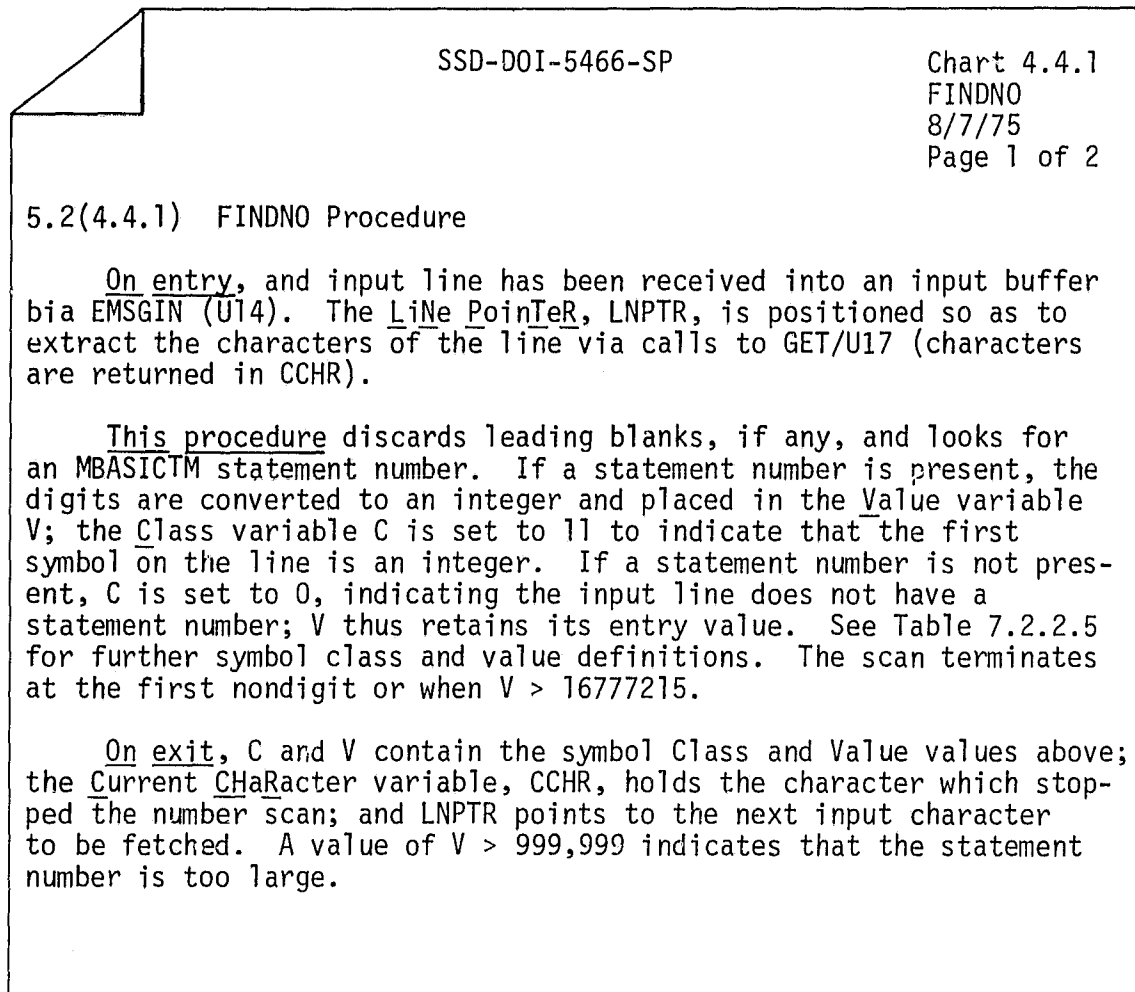 SSD-DOI-5466-SP
Chart 4.4.1
FINDNO
8/7/75
Page 1 of 2
5.2(4.4.1) FINDNO Procedure
On entry, and input line has been received into an input buffer
bia EMSGIN (U14). The LiNe PoinTeR, LNPTR, is positioned so as to
extract the characters of the line via calls to GET/U17 (characters
are returned in CCHR).
This procedure discards leading blanks, if any, and looks for
an MBASICTM statement number. If a statement number is present, the
digits are converted to an integer and placed in the Value variable
V; the Class variable C is set to 11 to indicate that the first
symbol on the line is an integer. If a statement number is not pres-
ent, C is set to 0, indicating the input line does not have a
statement number; V thus retains its entry value. See Table 7.2.2.5
for further symbol class and value definitions. The scan terminates
at the first nondigit or when V > 16777215.
On exit, C and V contain the symbol Class and Value values above;
the Current CHaRacter variable, CCHR, holds the character which stop-
ped the number scan; and LNPTR points to the next input character
to be fetched. A value of V > 999,999 indicates that the statement
number is too large.